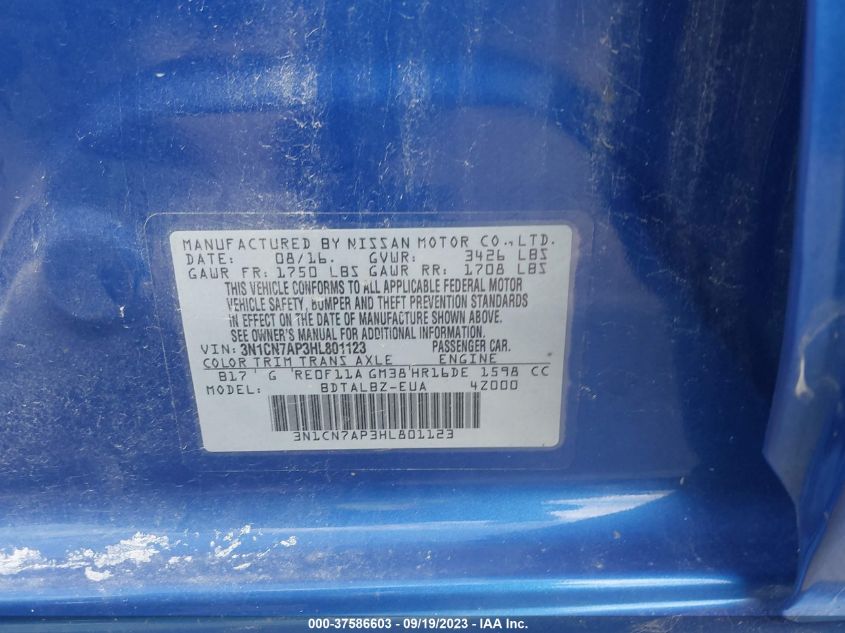 MANUFACTURED BY NISSAN MOTOR CO.,LTD.
DATE: 08/16. GVWR: 3426 LBS
GAWR FR: 1750 LBS GAWR RR: 1708 LBS
THIS VEHICLE CONFORMS TO ALL APPLICABLE FEDERAL MOTOR
VEHICLE SAFETY, BUMPER AND THEFT PREVENTION STANDARDS
IN EFFECT ON THE DATE OF MANUFACTURE SHOWN ABOVE.
SEE OWNER'S MANUAL FOR ADDITIONAL INFORMATION.
VIN: 3N1CN7AP3HL801123 PASSENGER CAR.
COLOR TRIM TRANS AXLE ENGINE
B17 G RE0F11A GM38 HR16DE 1598 CC
MODEL: BDTALBZ-EUA 4Z000
3N1CN7AP3HL801123
000-37586603 - 09/19/2023 - IAA Inc.